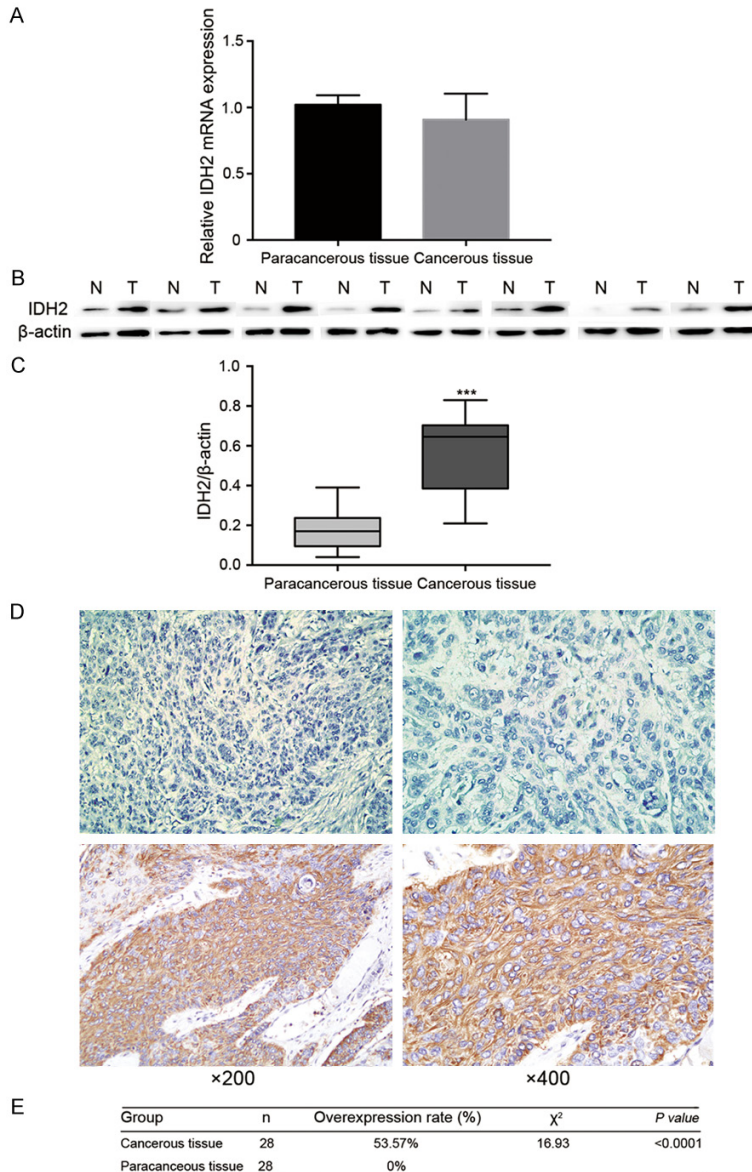 A
Relative IDH2 mRNA expression
1.5
1.0
0.5
0
Paracancerous tissue Cancerous tissue
B
N T N T N T N T N T N T N T N T
IDH2
β-actin
C
IDH2/β-actin
1.0
0.8
0.6
0.4
0.2
0.0
***
Paracancerous tissue Cancerous tissue
D
×200 ×400
E
Group n Overexpression rate (%) χ² P value
Cancerous tissue 28 53.57% 16.93 <0.0001
Paracanceous tissue 28 0%